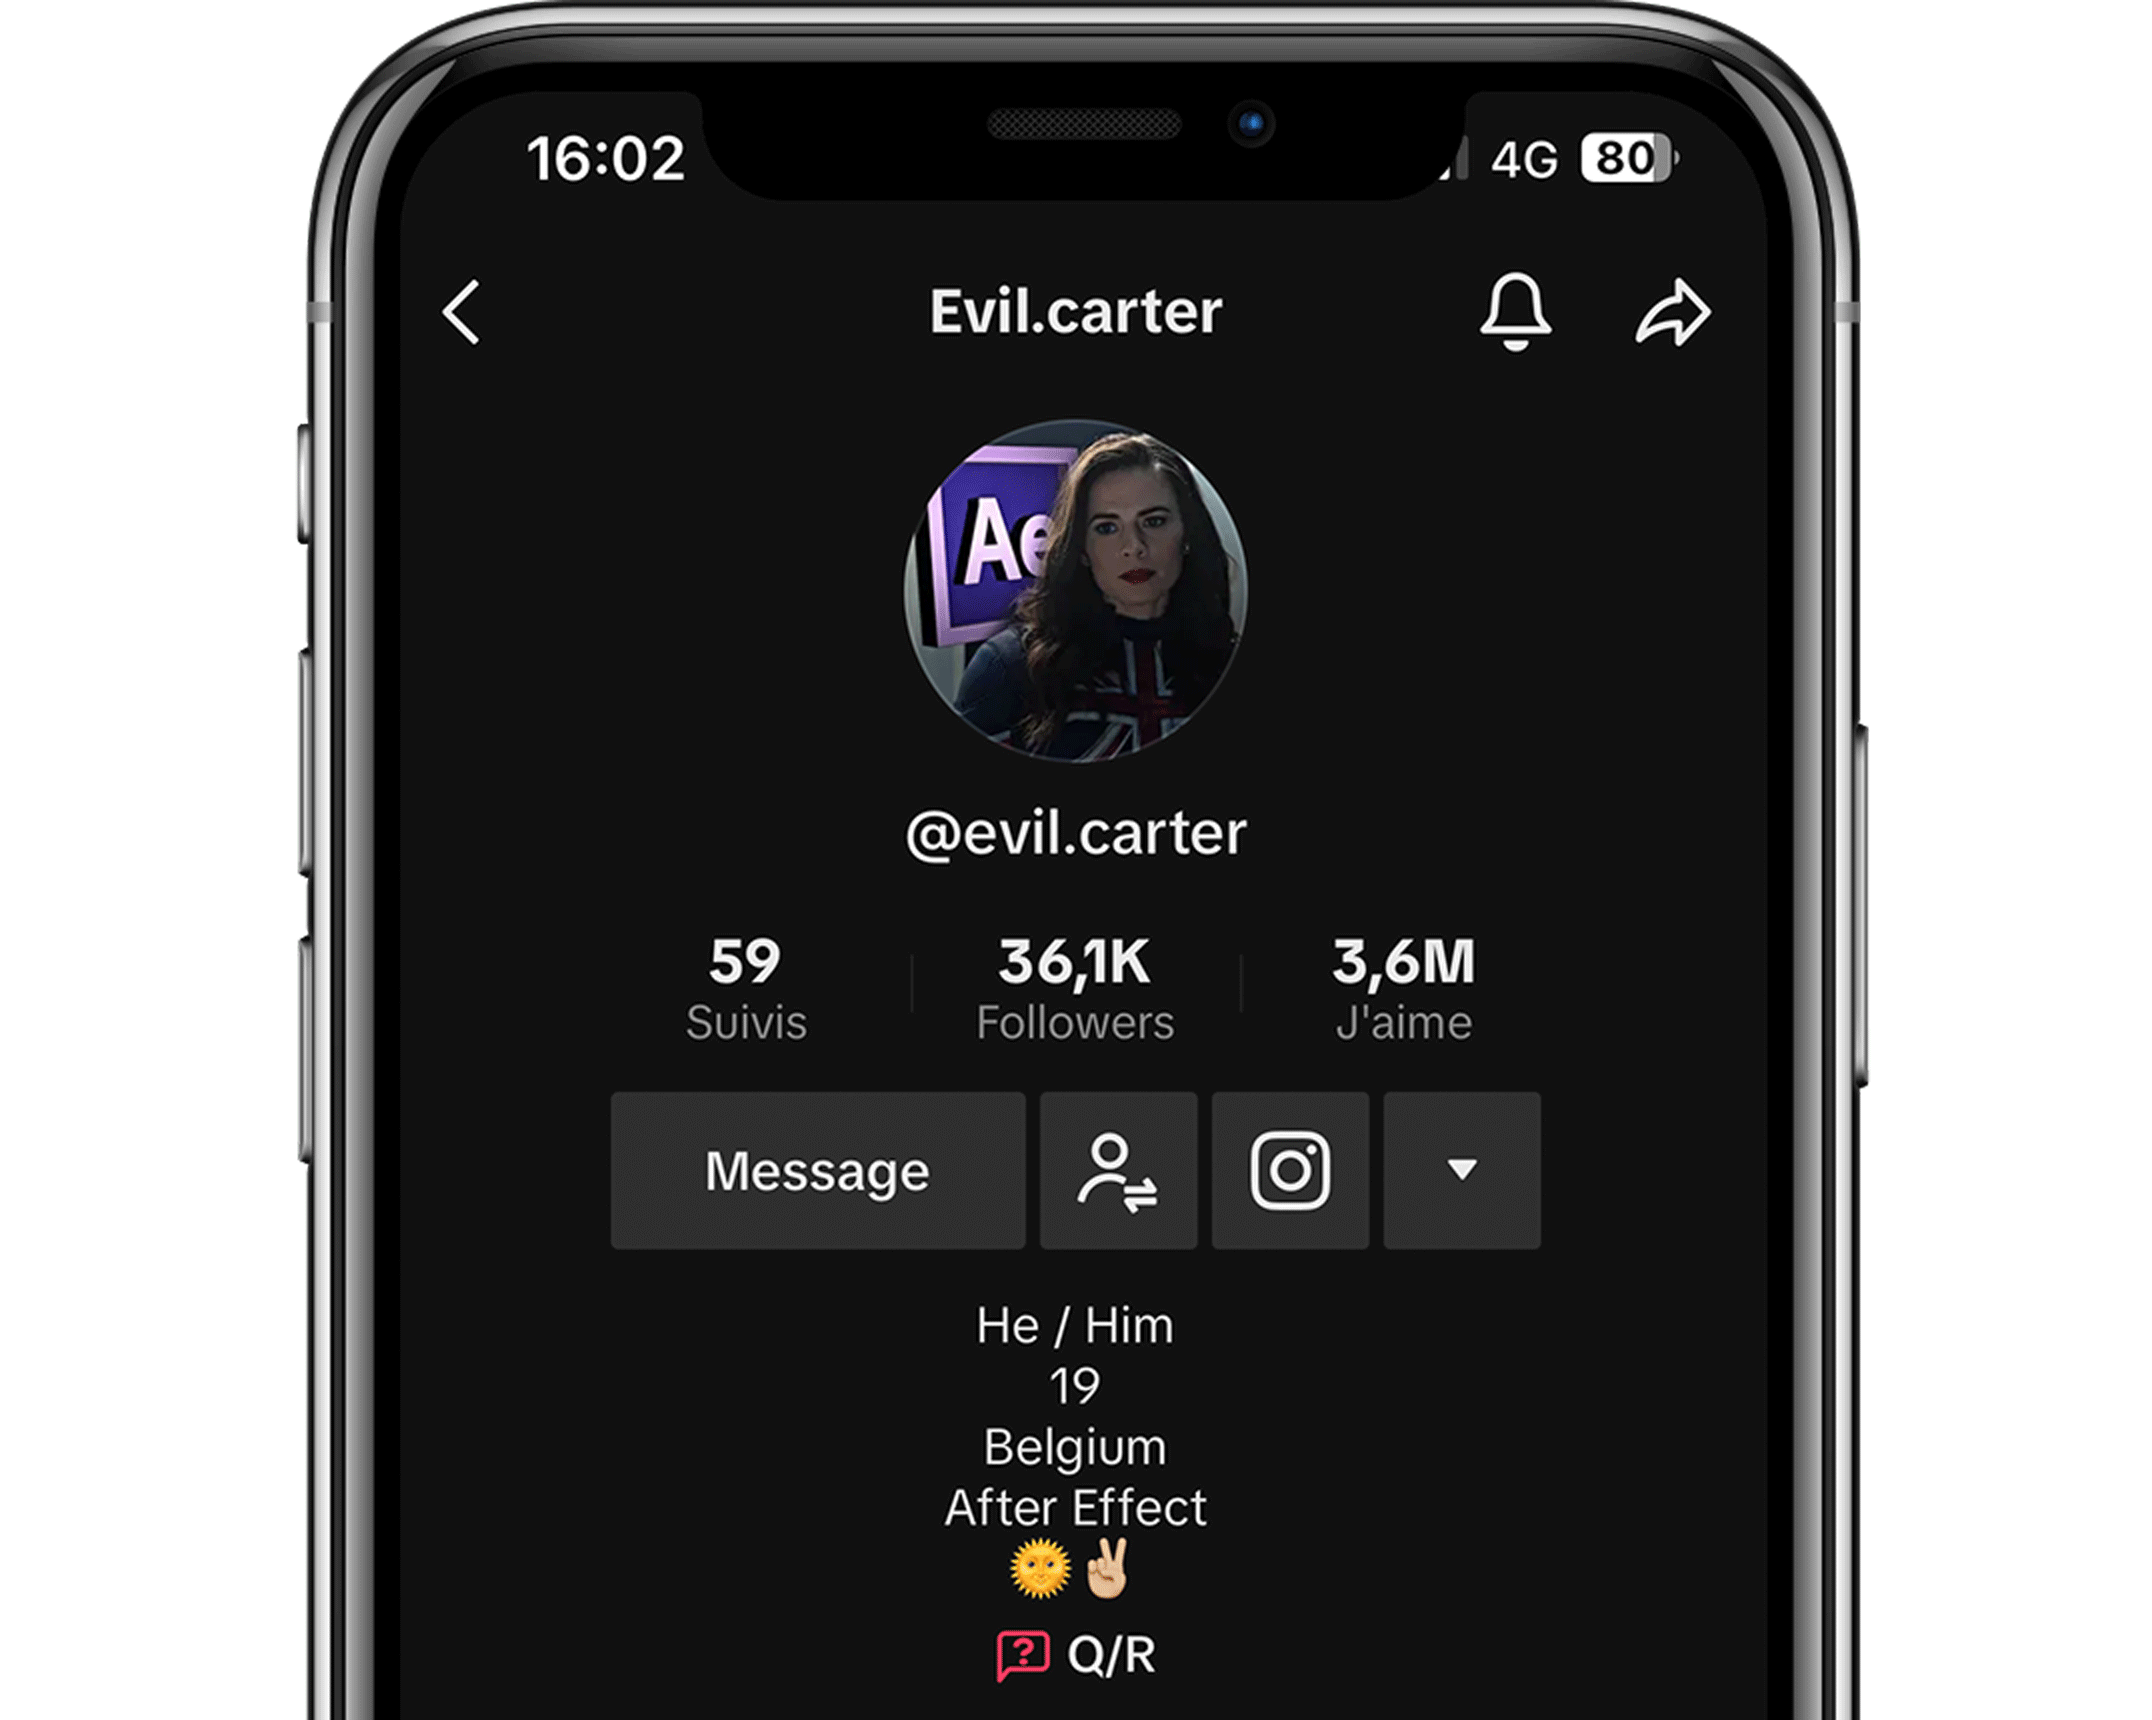 16:02 4G 80
Evil.carter
Ae
@evil.carter
59 36,1K 3,6M
Suivis Followers J'aime
Message
He / Him
19
Belgium
After Effect
🌞✌🏼
Q/R